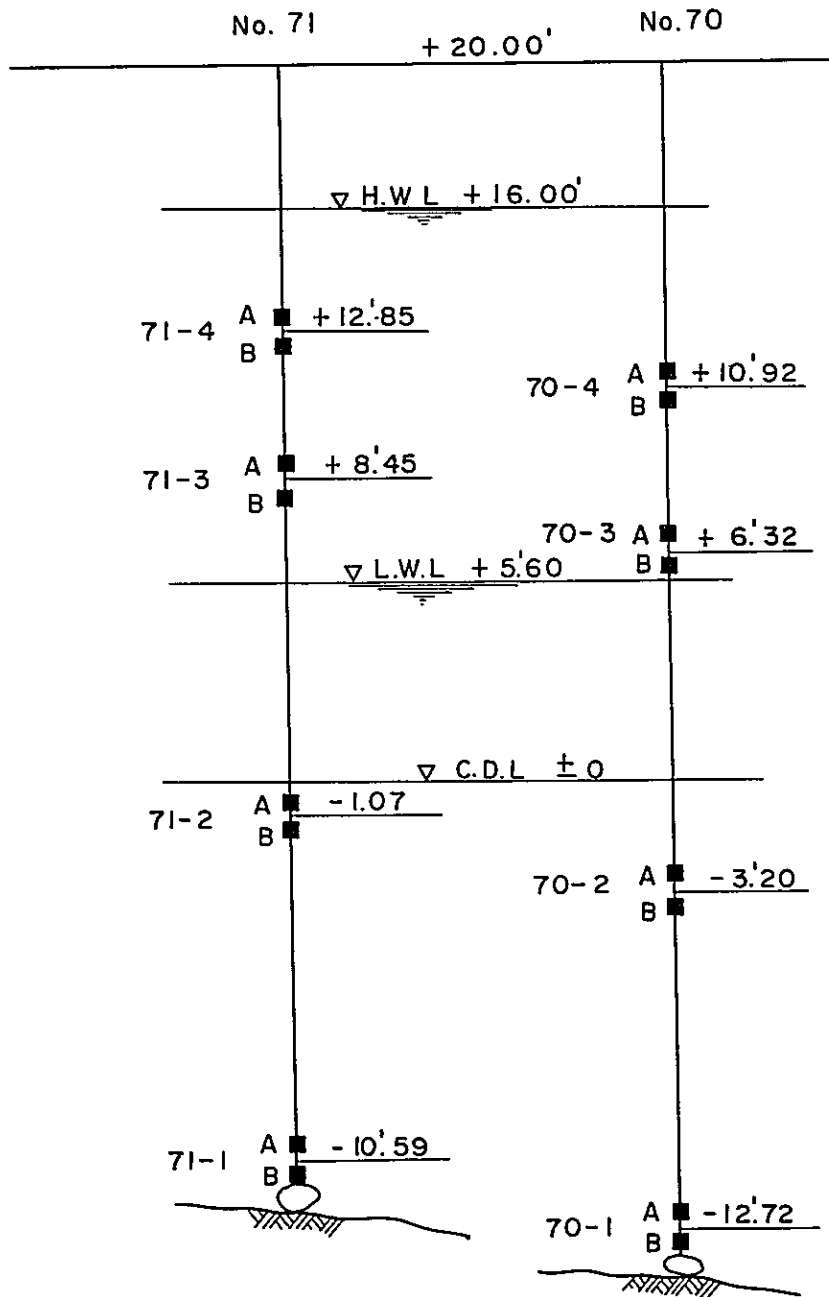 No. 71
No.70
+ 20.00'
H.W L + 16.00'
71-4
A
B
+12'.85
70-4
A
B
+10'.92
71-3
A
B
+ 8'.45
70-3
A
B
+ 6'.32
L.W.L + 5'.60
C.D.L ± 0
71-2
A
B
-1.07
70-2
A
B
-3'.20
71-1
A
B
-10'.59
70-1
A
B
-12'.72